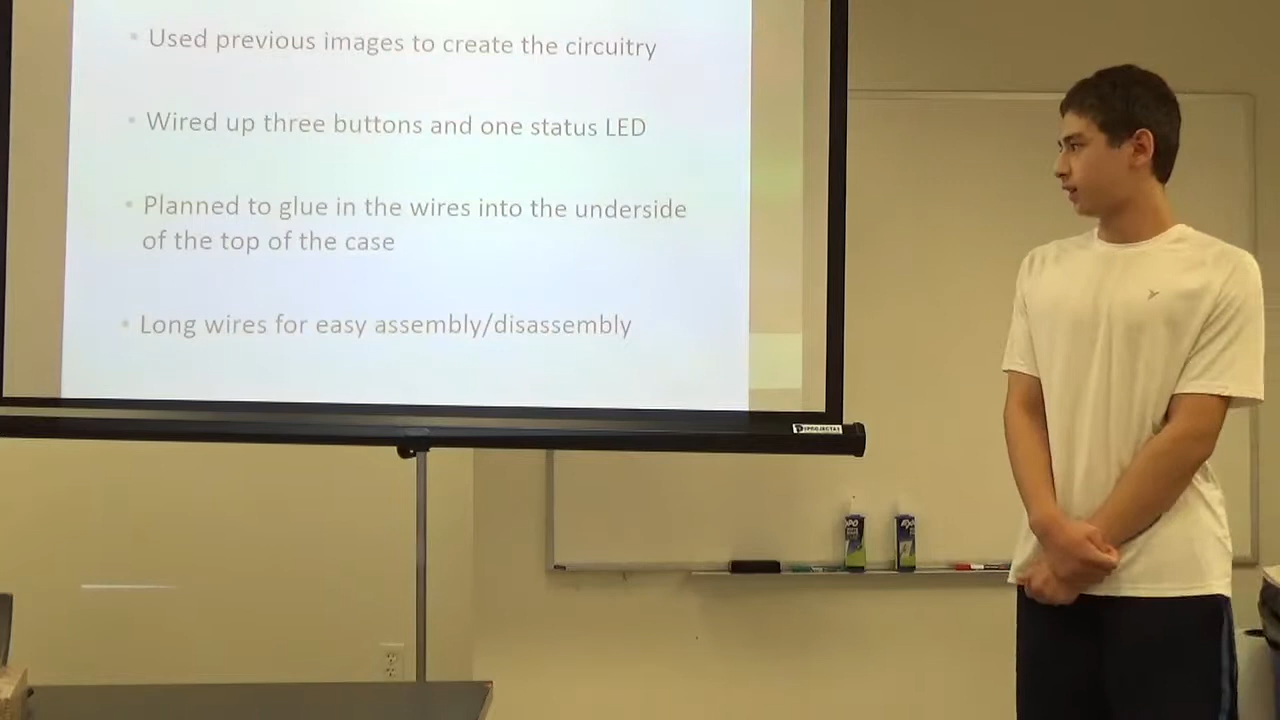 • Used previous images to create the circuitry
• Wired up three buttons and one status LED
• Planned to glue in the wires into the underside
of the top of the case
• Long wires for easy assembly/disassembly
EXPO